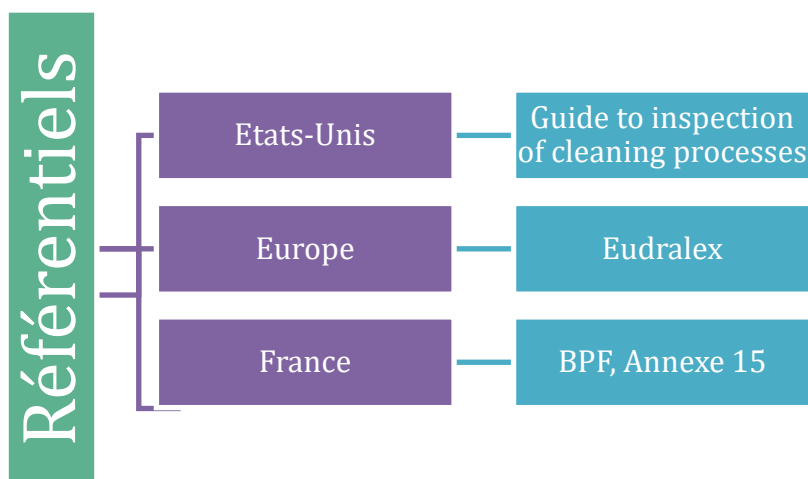 Référentiels
Etats-Unis
Guide to inspection
of cleaning processes
Europe
Eudralex
France
BPF, Annexe 15